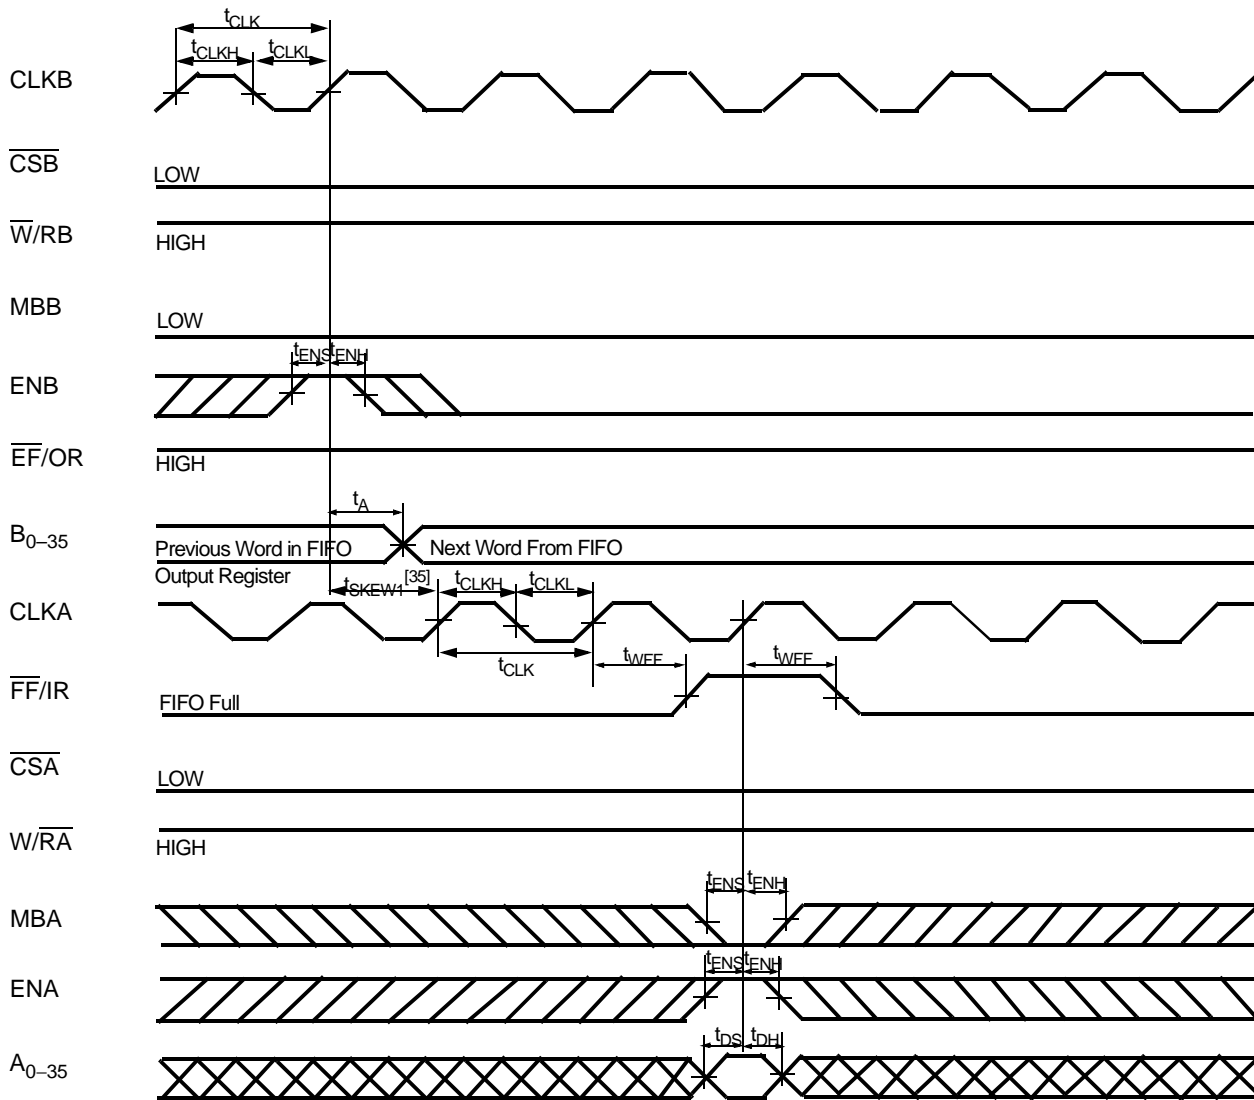 tCLK
tCLKH tCLKL
CLKB
CSB
LOW
W/RB
HIGH
MBB
LOW
tENS tENH
ENB
EF/OR
HIGH
tA
B0–35
Previous Word in FIFO Next Word From FIFO
Output Register
tSKEW1[35] tCLKH tCLKL
CLKA
tCLK
tWFF tWFF
FF/IR
FIFO Full
CSA
LOW
W/RA
HIGH
tENS tENH
MBA
tENS tENH
ENA
tDS tDH
A0–35